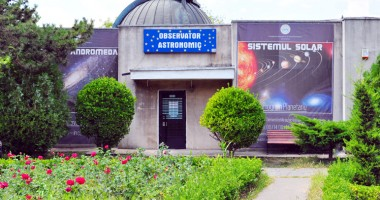 OBSERVATOR
ASTRONOMIC
ANDROMEDA
SISTEMUL SOLAR